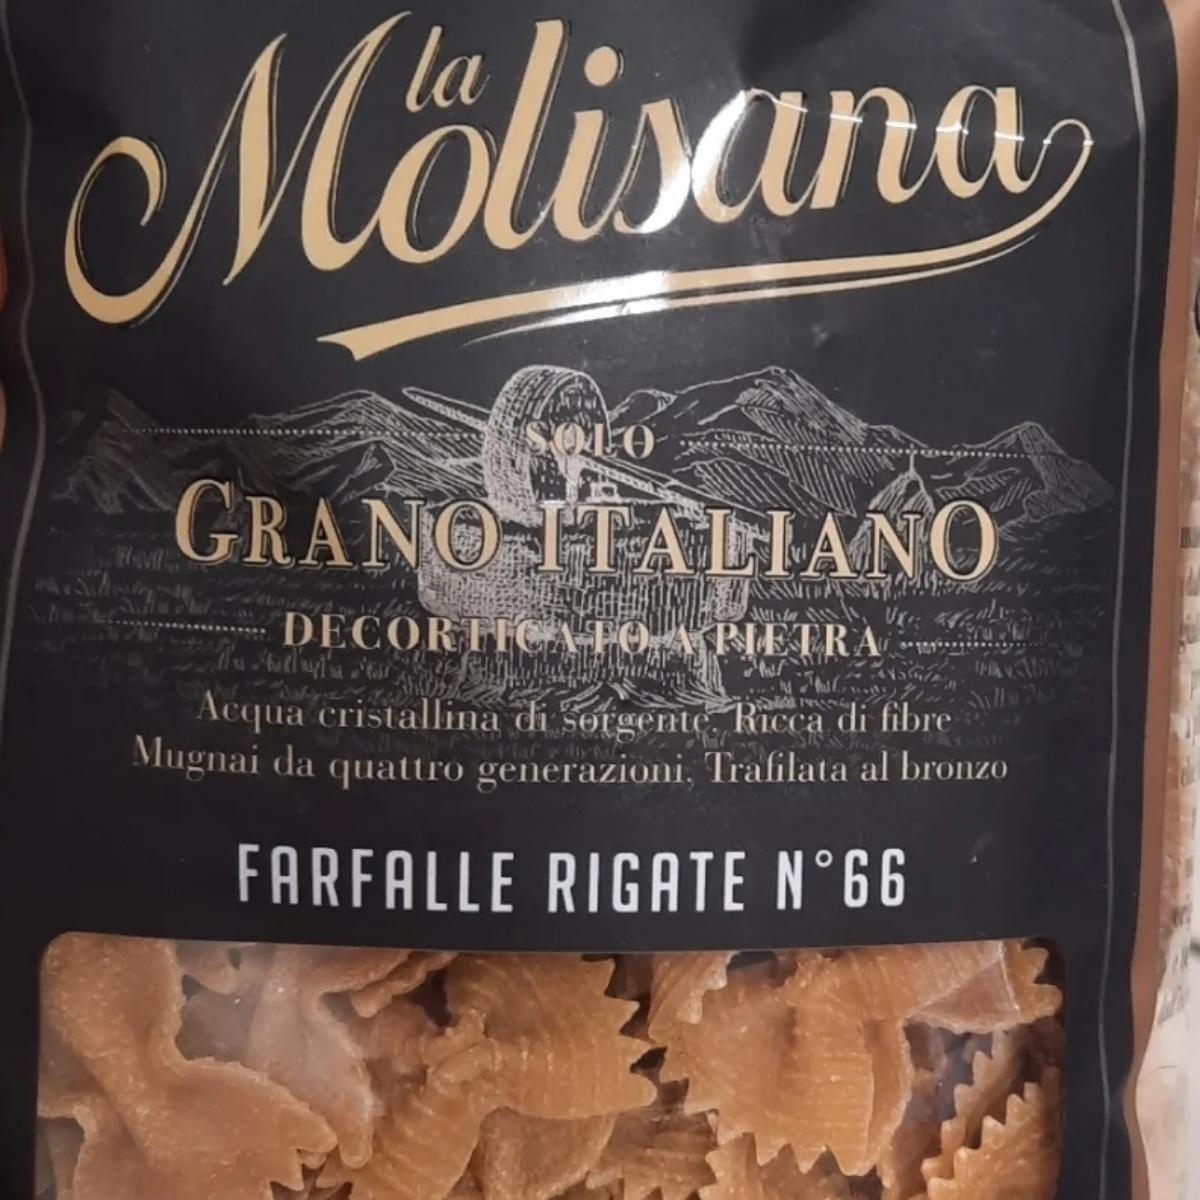 la
Molisana
SOLO
GRANO ITALIANO
DECORTICATO A PIETRA
Acqua cristallina di sorgente, Ricca di fibre
Mugnai da quattro generazioni, Trafilata al bronzo
FARFALLE RIGATE N°66